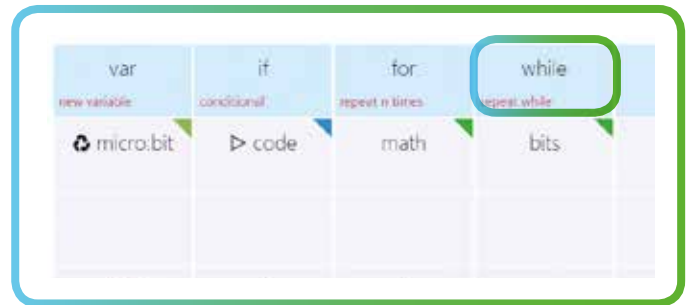 var if for while
new variable conditional repeat n times repeat while
micro:bit code math bits